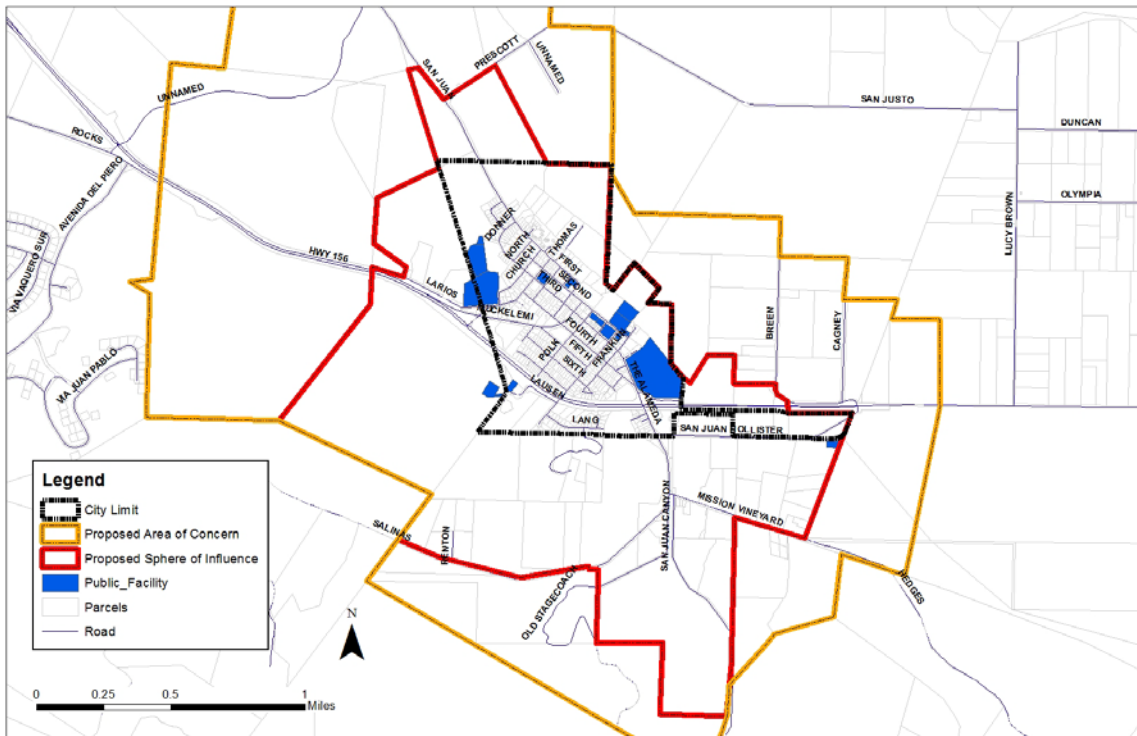 PRESCOTT
UNNAMED
SAN JUAN
UNNAMED
SAN JUSTO
ROCKS
DUNCAN
AVENIDA DEL PIERO
OLYMPIA
LUCY BROWN
VIA VAQUERO SUR
DONNER
NORTH
THOMAS
CHURCH
FIRST
HWY 156
SECOND
THIRD
LARIOS
UCKELEMI
FOURTH
FIFTH
FRANKLIN
POLK
SIXTH
BREEN
CAGNEY
VIA JUAN PABLO
LAUSEN
THE ALAMEDA
LANG
SAN JUAN
OLLISTER
MISSION VINEYARD
SAN JUAN CANYON
SALINAS
RENTON
OLD STAGECOACH
HEDGES
Legend
City Limit
Proposed Area of Concern
Proposed Sphere of Influence
Public_Facility
Parcels
Road
N
0 0.25 0.5 1
Miles